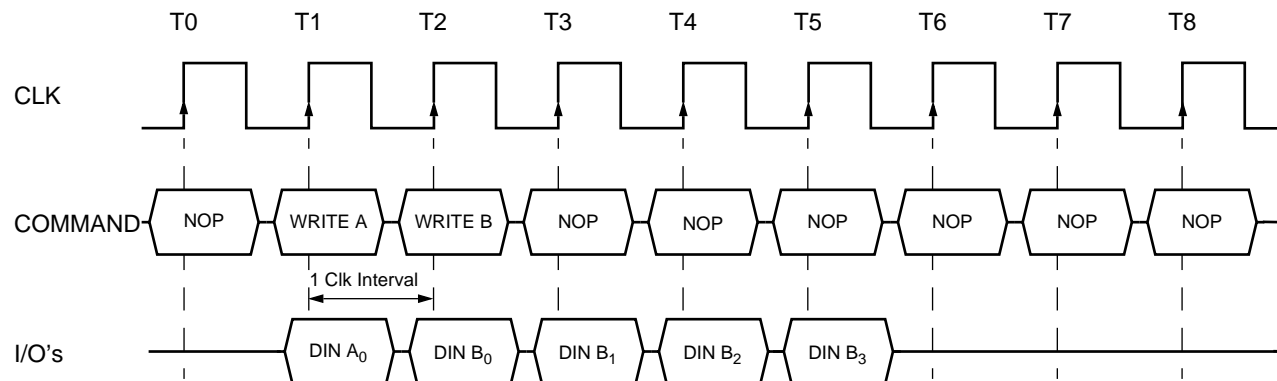 T0 T1 T2 T3 T4 T5 T6 T7 T8
CLK
COMMAND NOP WRITE A WRITE B NOP NOP NOP NOP NOP NOP
1 Clk Interval
I/O's DIN A0 DIN B0 DIN B1 DIN B2 DIN B3